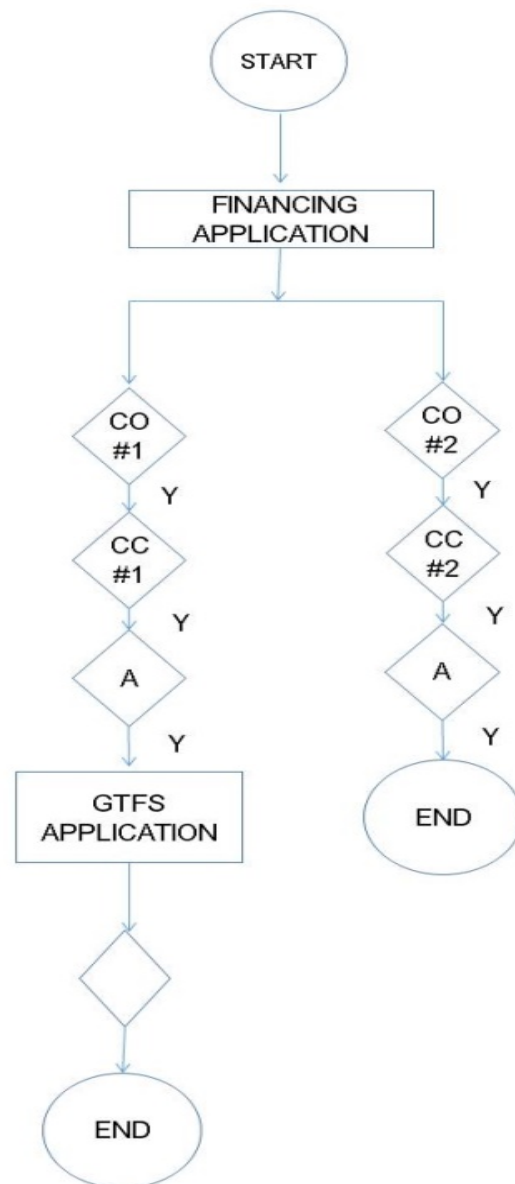 START
FINANCING
APPLICATION
CO
#1
Y
CC
#1
Y
A
Y
GTFS
APPLICATION
END
CO
#2
Y
CC
#2
Y
A
Y
END